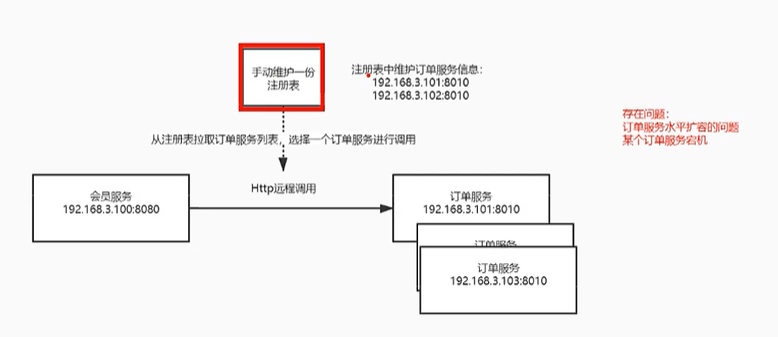 手动维护一份
注册表
注册表中维护订单服务信息：
192.168.3.101:8010
192.168.3.102:8010
存在问题：
订单服务水平扩容的问题
某个订单服务宕机
从注册表拉取订单服务列表，选择一个订单服务进行调用
Http远程调用
会员服务
192.168.3.100:8080
订单服务
192.168.3.101:8010
订单服务
订单服务
192.168.3.103:8010